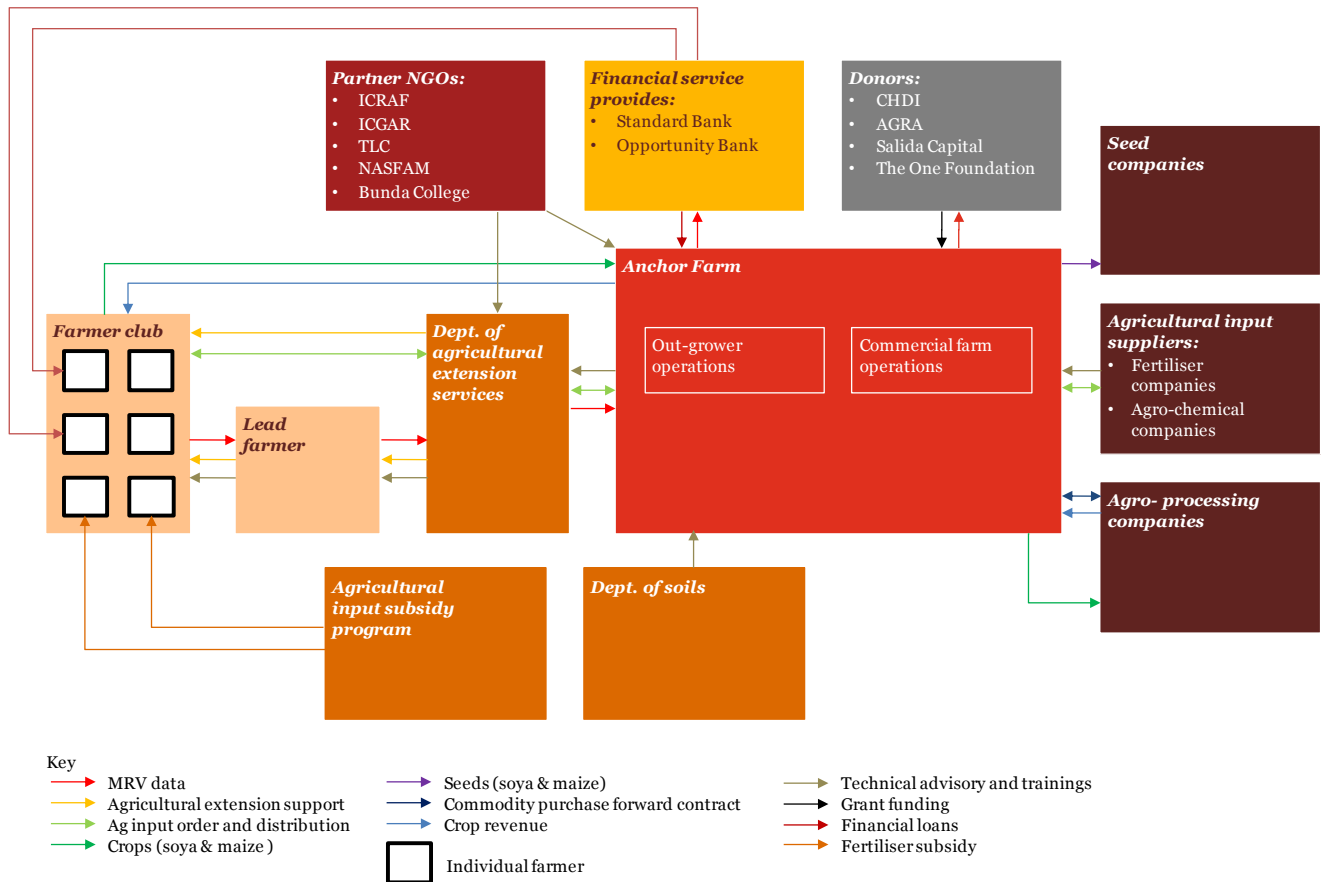 Partner NGOs:
• ICRAF
• ICGAR
• TLC
• NASFAM
• Bunda College
Financial service
provides:
• Standard Bank
• Opportunity Bank
Donors:
• CHDI
• AGRA
• Salida Capital
• The One Foundation
Seed
companies
Anchor Farm
Out-grower
operations
Commercial farm
operations
Farmer club
Dept. of
agricultural
extension
services
Lead
farmer
Agricultural input
suppliers:
• Fertiliser
companies
• Agro-chemical
companies
Agro- processing
companies
Agricultural
input subsidy
program
Dept. of soils
Key
MRV data
Agricultural extension support
Ag input order and distribution
Crops (soya & maize )
Seeds (soya & maize)
Commodity purchase forward contract
Crop revenue
Individual farmer
Technical advisory and trainings
Grant funding
Financial loans
Fertiliser subsidy